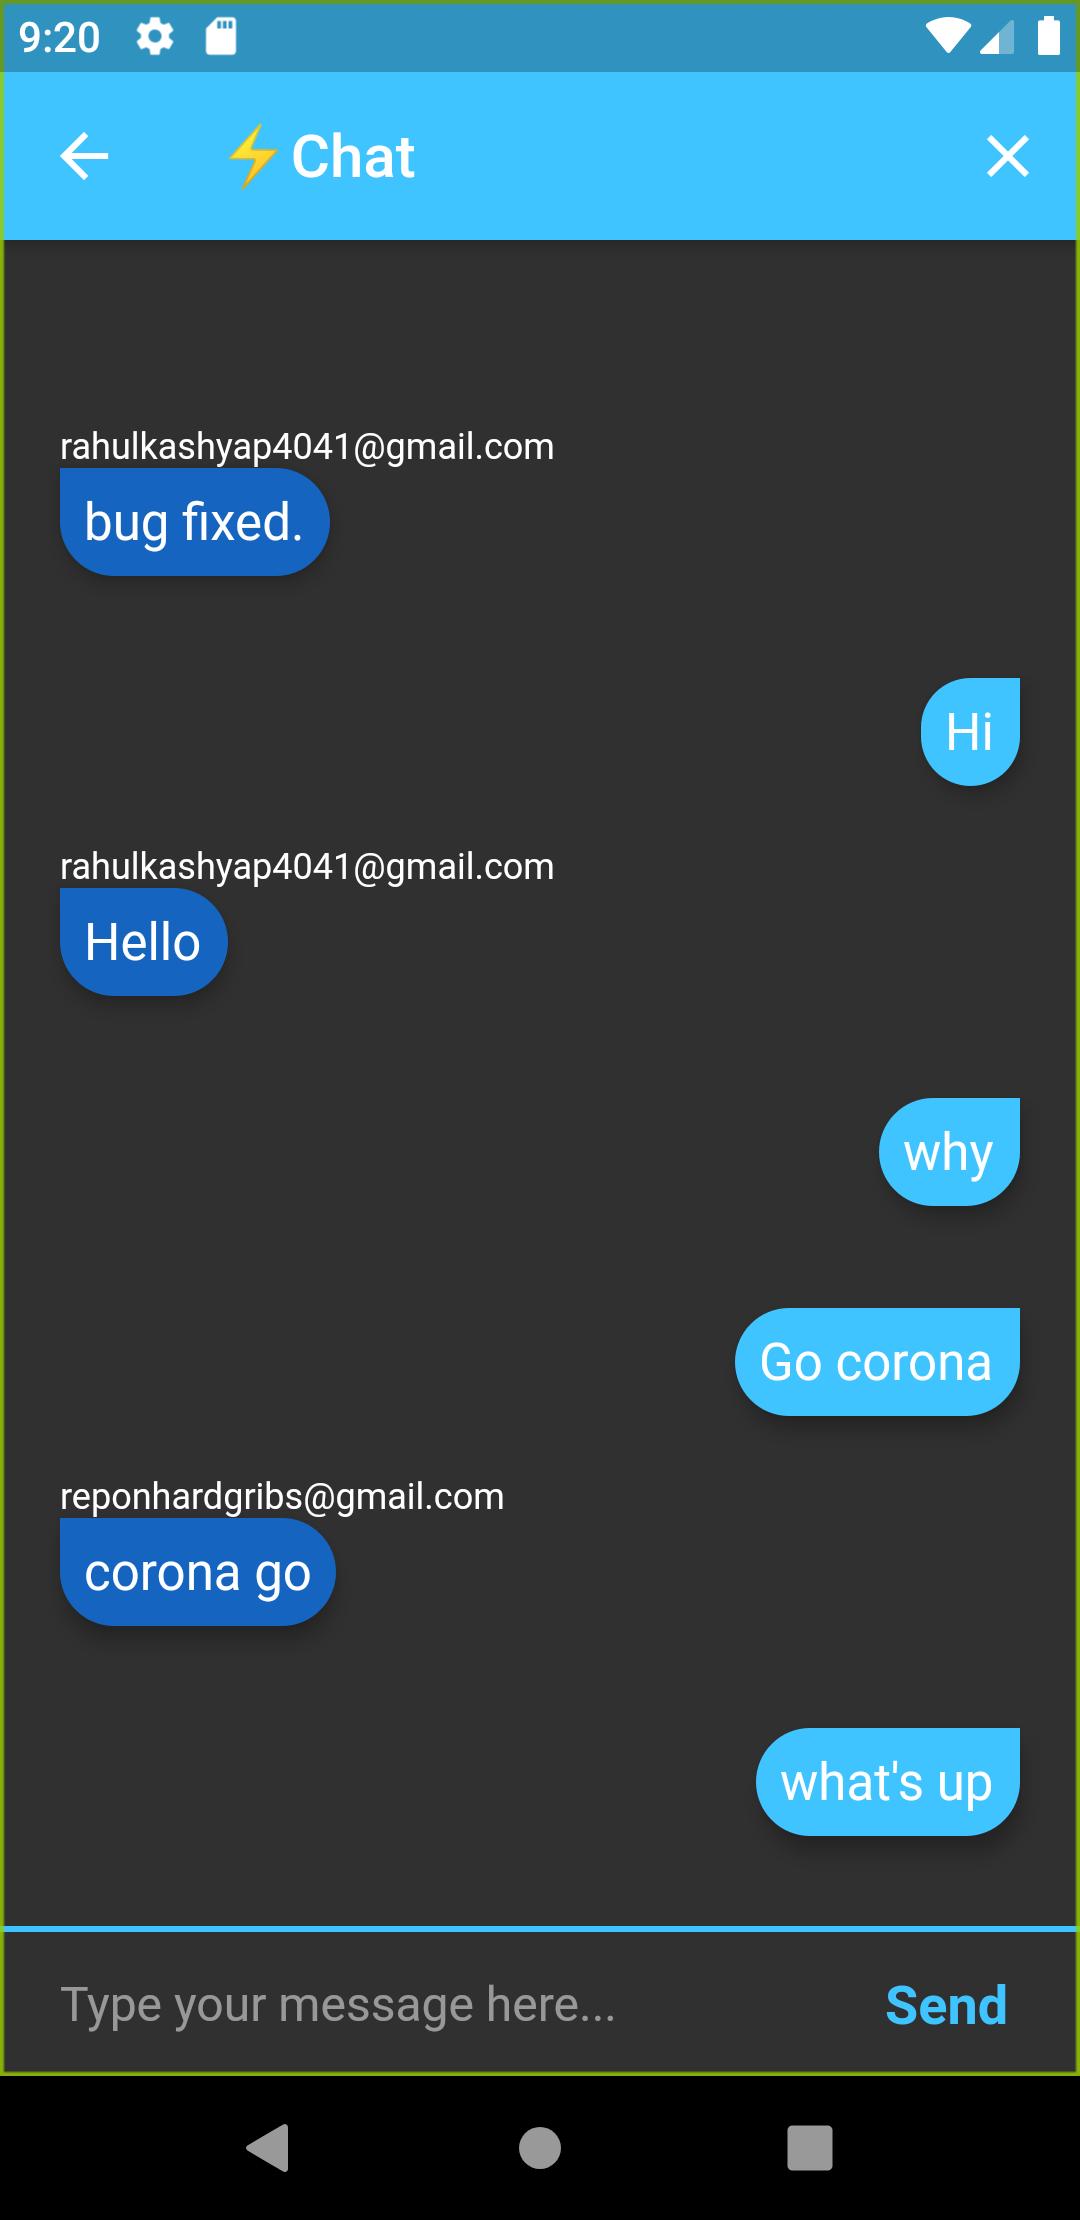 9:20
⚡Chat
rahulkashyap4041@gmail.com
bug fixed.
Hi
rahulkashyap4041@gmail.com
Hello
why
Go corona
reponhardgribs@gmail.com
corona go
what's up
Type your message here...
Send